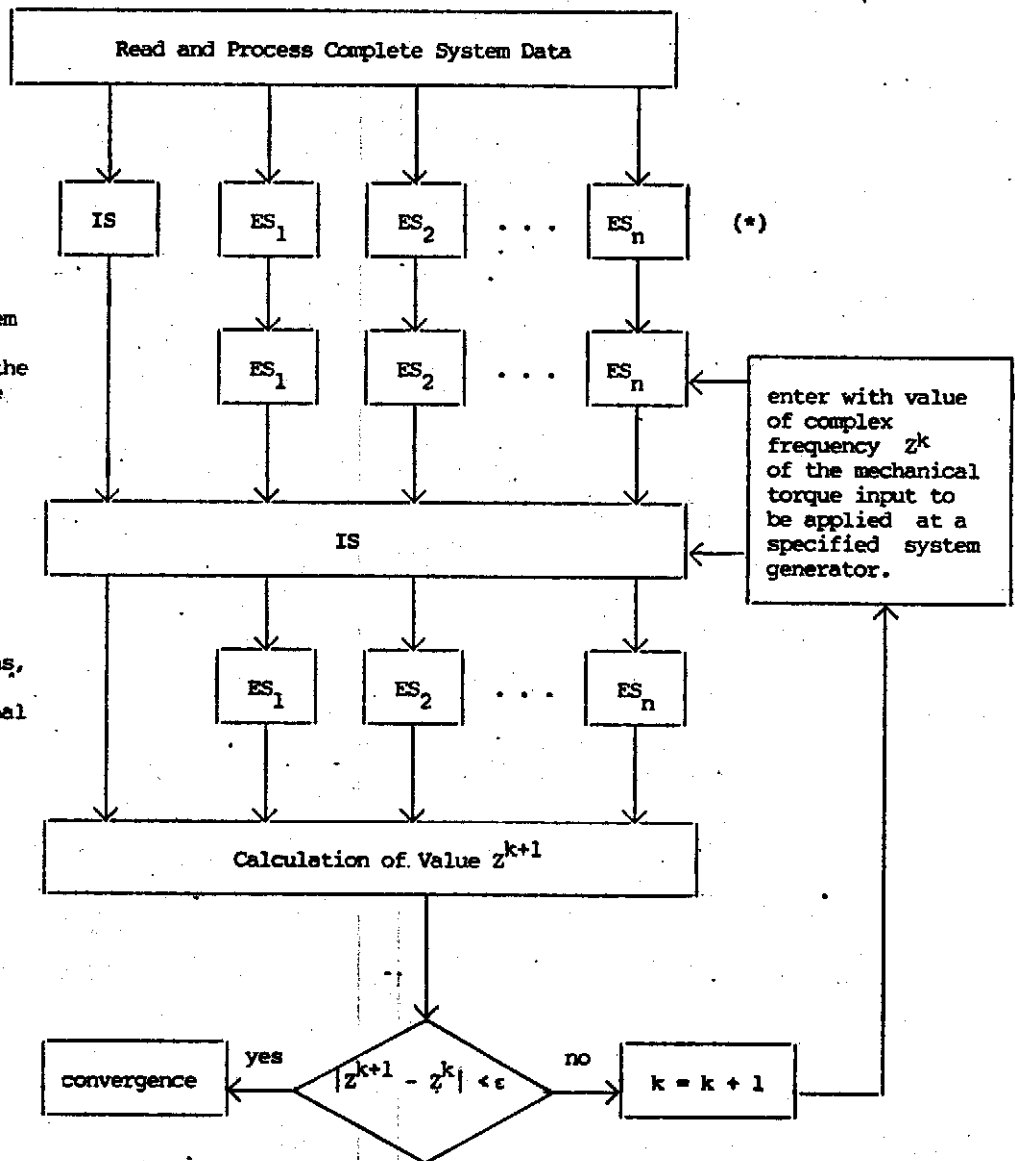 Read and Process Complete System Data
IS ES₁ ES₂ . . . ESₙ (*)
em
the
ES₁ ES₂ . . . ESₙ
enter with value
of complex
frequency Zᵏ
of the mechanical
torque input to
be applied at a
specified system
generator.
IS
ns,
nal
ES₁ ES₂ . . . ESₙ
Calculation of Value Zᵏ⁺¹
yes
no
convergence
|Zᵏ⁺¹ - Zᵏ| < ε
k = k + 1